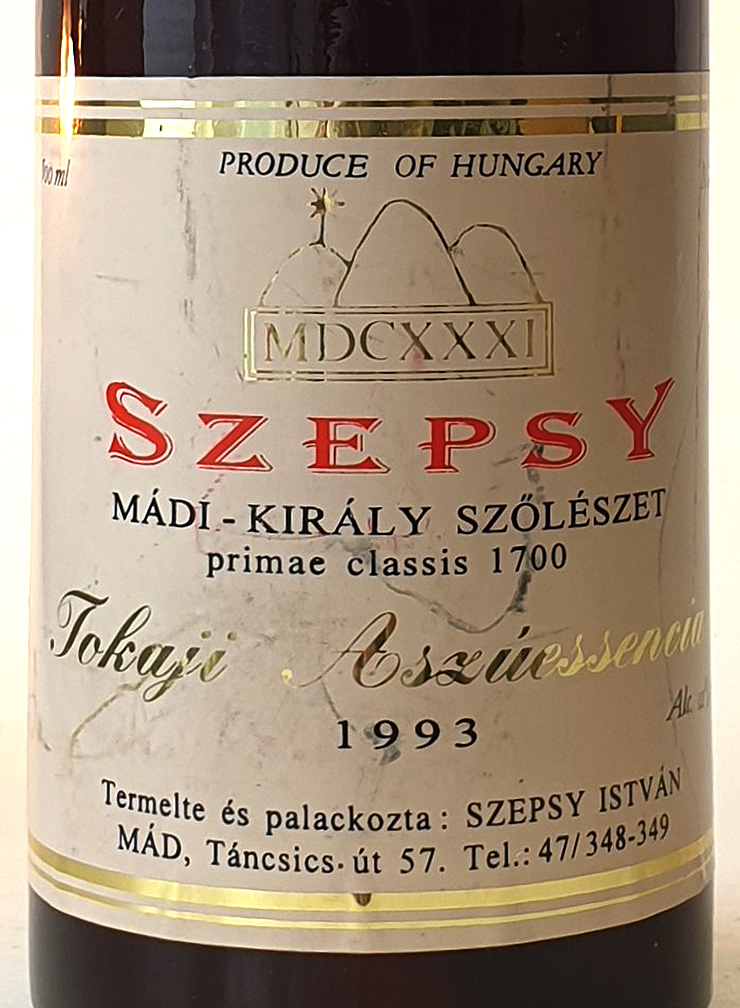 PRODUCE OF HUNGARY
MDCXXXI
SZEPSY
MÁDI - KIRÁLY SZŐLÉSZET
primae classis 1700
Tokaji Aszúessencia
1993
Alc.
Termelte és palackozta: SZEPSY ISTVÁN
MÁD, Táncsics. út 57. Tel.: 47/348-349